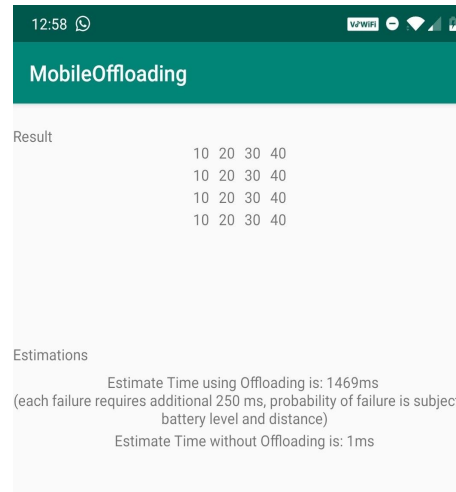 12:58
VoWiFi
MobileOffloading
Result
10 20 30 40
10 20 30 40
10 20 30 40
10 20 30 40
Estimations
Estimate Time using Offloading is: 1469ms
(each failure requires additional 250 ms, probability of failure is subjec
battery level and distance)
Estimate Time without Offloading is: 1ms